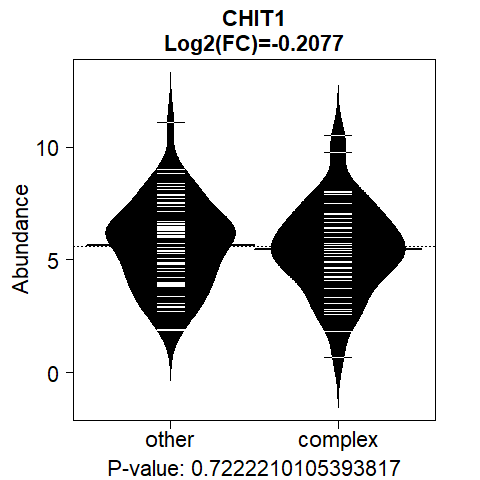 CHIT1
Log2(FC)=-0.2077
Abundance
10
5
0
other complex
P-value: 0.7222210105393817